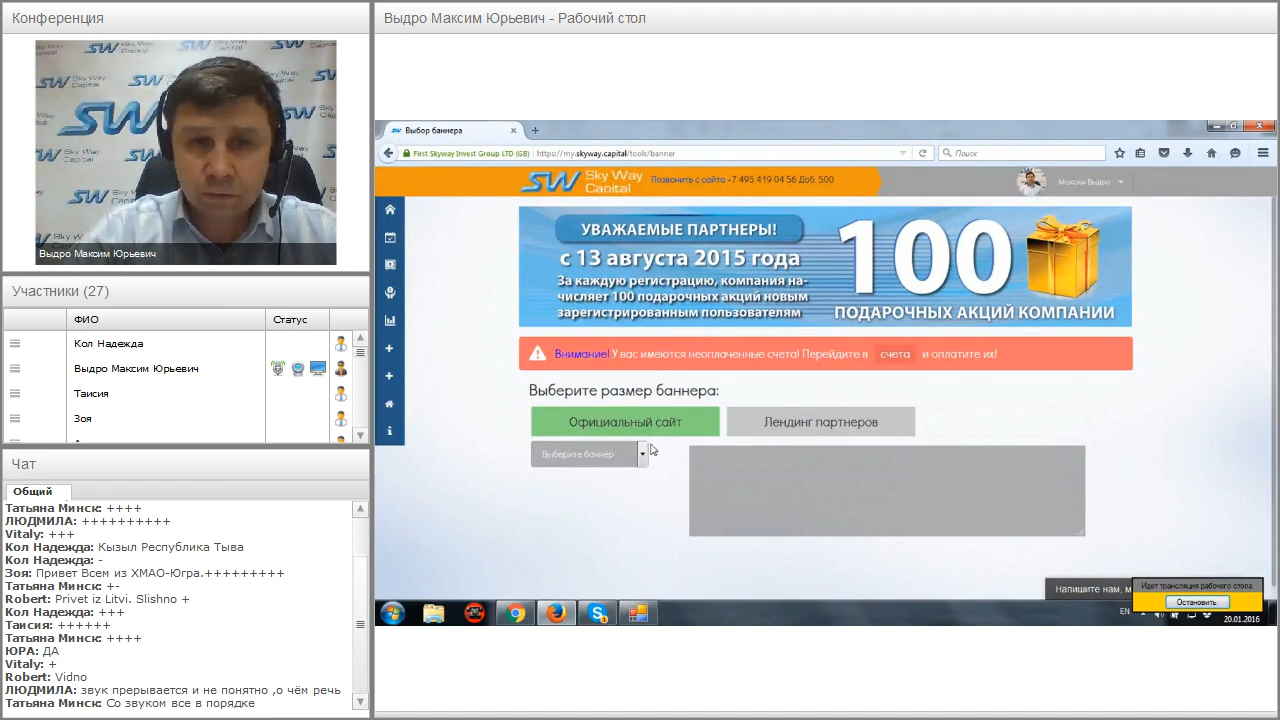 Конференция
Sky Way Capital
SW
Выдро Максим Юрьевич
Участники (27)
ФИО
Статус
Кол Надежда
Выдро Максим Юрьевич
Таисия
Зоя
Чат
Общий
Татьяна Минск: ++++
ЛЮДМИЛА: ++++++++++
Vitaly: +++
Кол Надежда: Кызыл Республика Тыва
Кол Надежда: -
Зоя: Привет Всем из ХМАО-Югра.+++++++++
Татьяна Минск: +-
Robert: Privet iz Litvi. Slishno +
Кол Надежда: +++
Таисия: ++++++
Татьяна Минск: ++++
ЮРА: ДА
Vitaly: +
Robert: Vidno
ЛЮДМИЛА: звук прерывается и не понятно ,о чём речь
Татьяна Минск: Со звуком все в порядке
Выдро Максим Юрьевич - Рабочий стол
SW Выбор баннера
First Skyway Invest Group LTD (GB)
https://my.skyway.capital/tools/banner
Поиск
SW Sky Way Capital
Позвонить с сайта +7 495 419 04 56 Доб. 500
Максим Выдро
УВАЖАЕМЫЕ ПАРТНЕРЫ!
с 13 августа 2015 года
За каждую регистрацию, компания на-
числяет 100 подарочных акций новым
зарегистрированным пользователям
100
ПОДАРОЧНЫХ АКЦИЙ КОМПАНИИ
Внимание! У вас имеются неоплаченные счета! Перейдите в счета и оплатите их!
Выберите размер баннера:
Официальный сайт
Лендинг партнеров
Выберите баннер
Напишите нам, м
Идет трансляция рабочего стола
Остановить
EN
20.01.2016